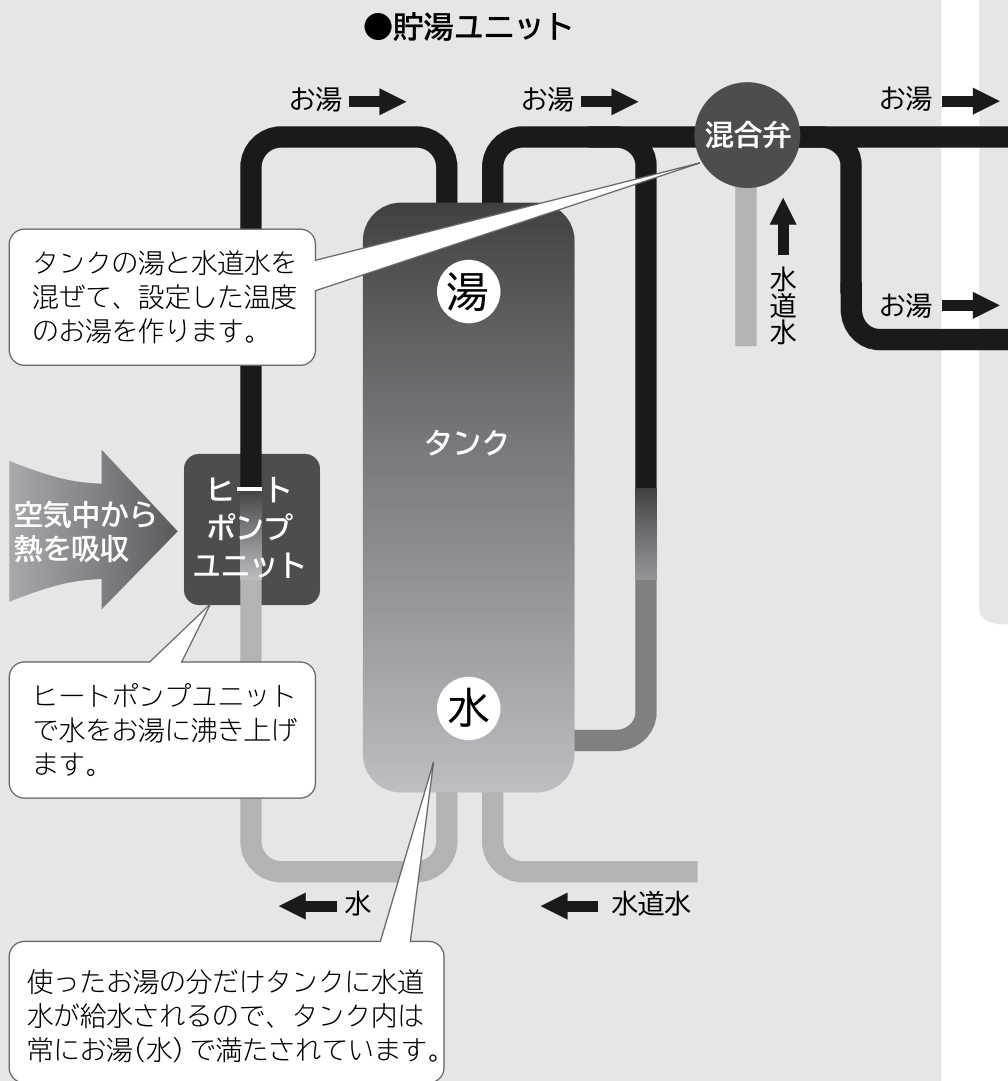 ●貯湯ユニット
お湯
お湯
お湯
混合弁
タンクの湯と水道水を
混ぜて、設定した温度
のお湯を作ります。
湯
水道水
お湯
タンク
空気中から
熱を吸収
ヒート
ポンプ
ユニット
ヒートポンプユニット
で水をお湯に沸き上げ
ます。
水
水
水道水
使ったお湯の分だけタンクに水道
水が給水されるので、タンク内は
常にお湯(水)で満たされています。